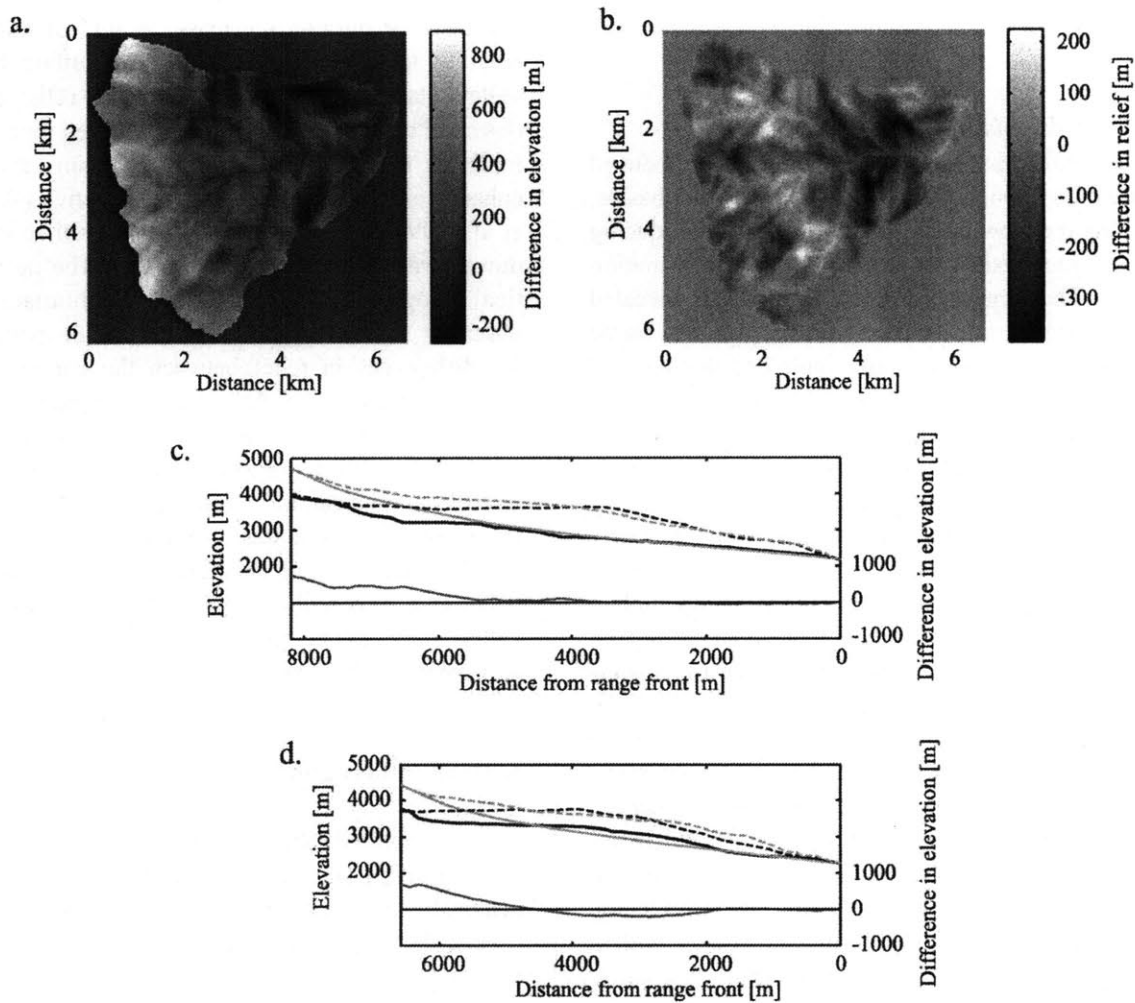 a.
0
2
4
6
Distance [km]
0 2 4 6
Distance [km]
800
600
400
200
0
-200
Difference in elevation [m]
b.
0
2
4
6
Distance [km]
0 2 4 6
Distance [km]
200
100
0
-100
-200
-300
Difference in relief [m]
c.
5000
4000
3000
2000
Elevation [m]
1000
0
-1000
Difference in elevation [m]
8000 6000 4000 2000 0
Distance from range front [m]
d.
5000
4000
3000
2000
Elevation [m]
1000
0
-1000
Difference in elevation [m]
6000 4000 2000 0
Distance from range front [m]